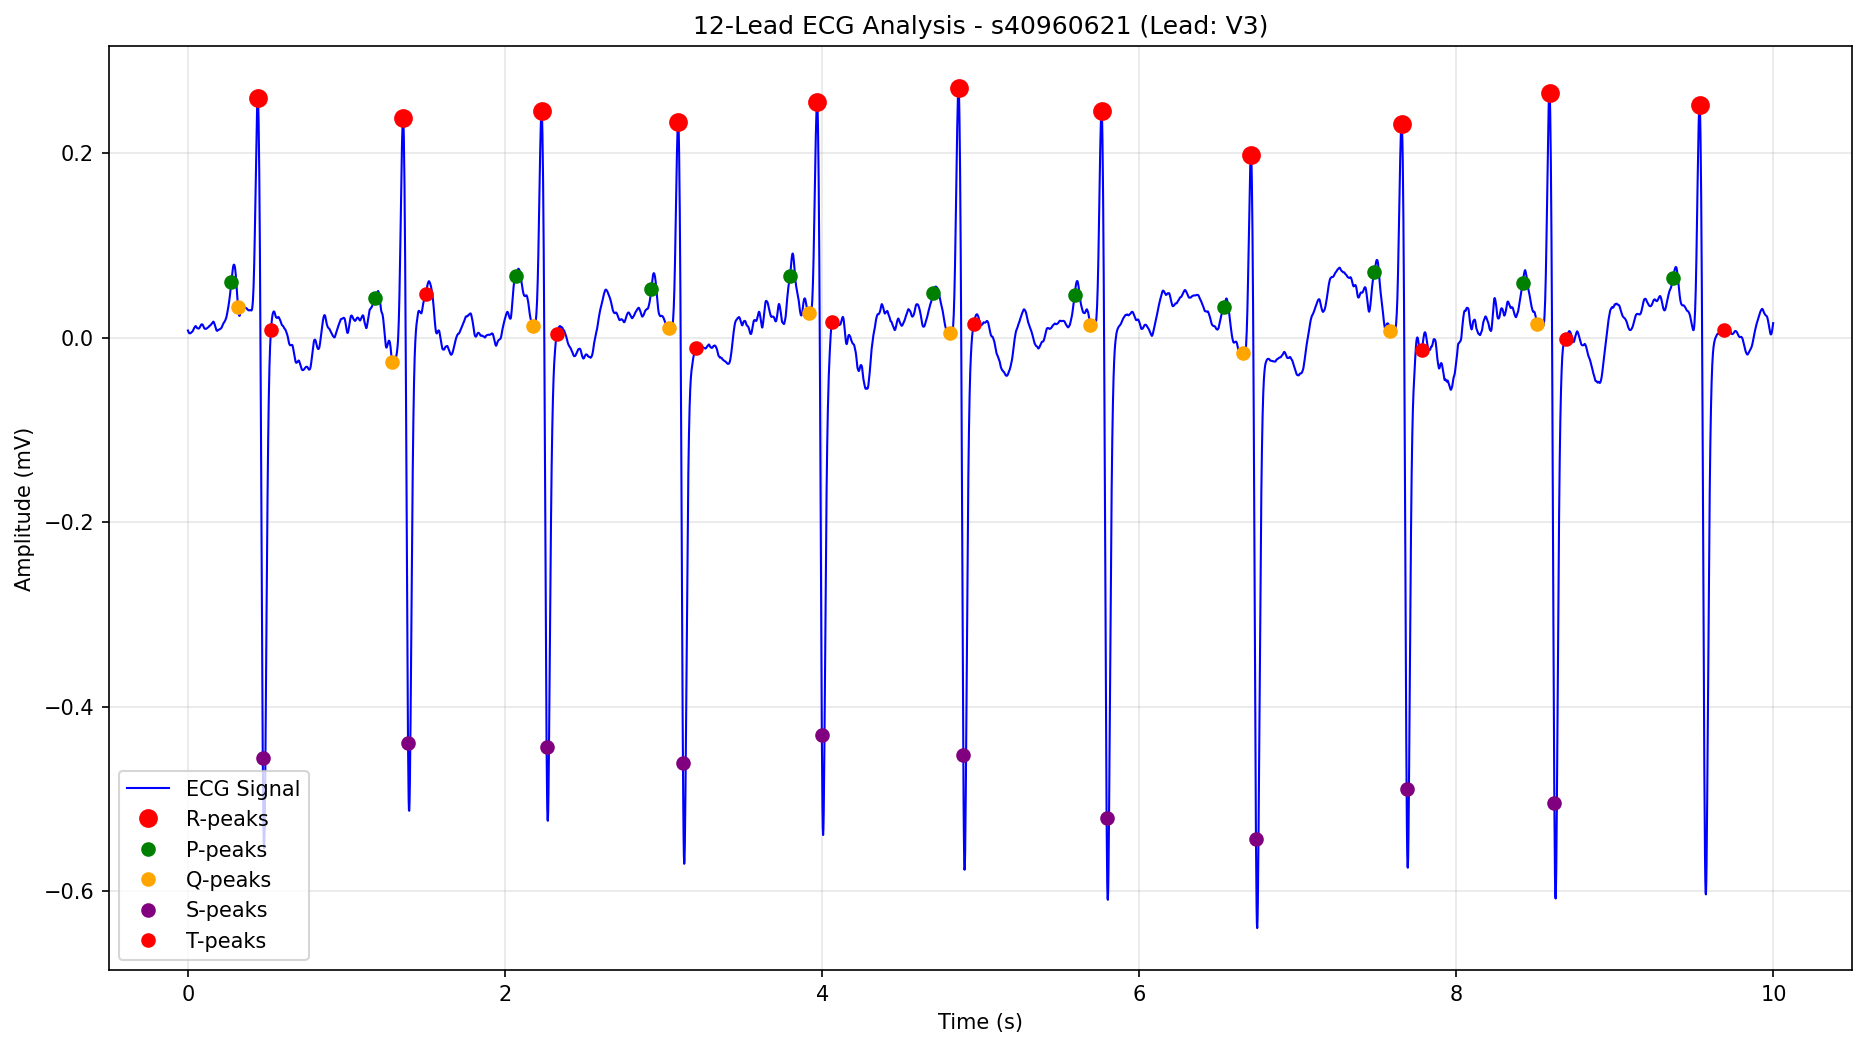 12-Lead ECG Analysis - s40960621 (Lead: V3)
Amplitude (mV)
0.2
0.0
−0.2
−0.4
−0.6
ECG Signal
R-peaks
P-peaks
Q-peaks
S-peaks
T-peaks
0 2 4 6 8 10
Time (s)